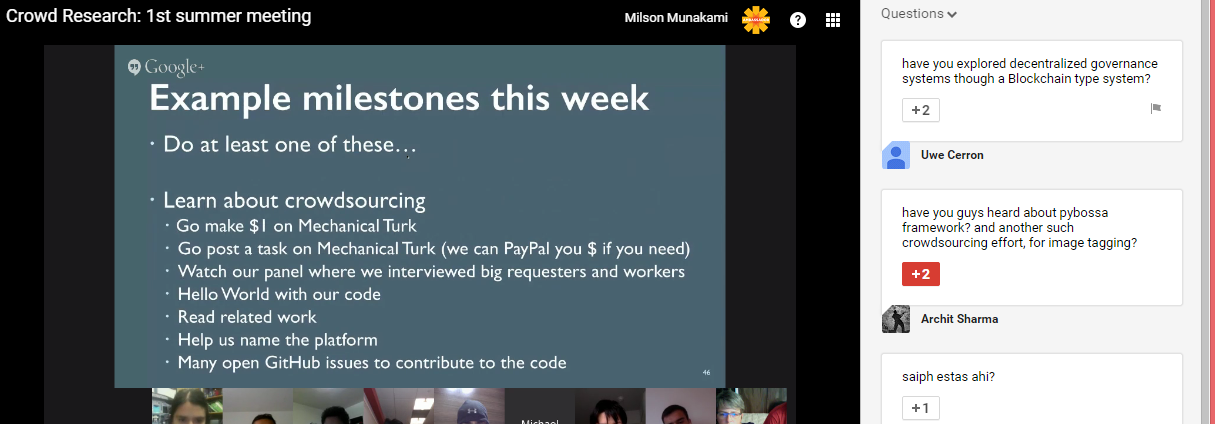 Crowd Research: 1st summer meeting
Milson Munakami
?
Google+
Example milestones this week
· Do at least one of these…
· Learn about crowdsourcing
· Go make $1 on Mechanical Turk
· Go post a task on Mechanical Turk (we can PayPal you $ if you need)
· Watch our panel where we interviewed big requesters and workers
· Hello World with our code
· Read related work
· Help us name the platform
· Many open GitHub issues to contribute to the code
46
Michael
Questions
have you explored decentralized governance
systems though a Blockchain type system?
+2
Uwe Cerron
have you guys heard about pybossa
framework? and another such
crowdsourcing effort, for image tagging?
+2
Archit Sharma
saiph estas ahi?
+1